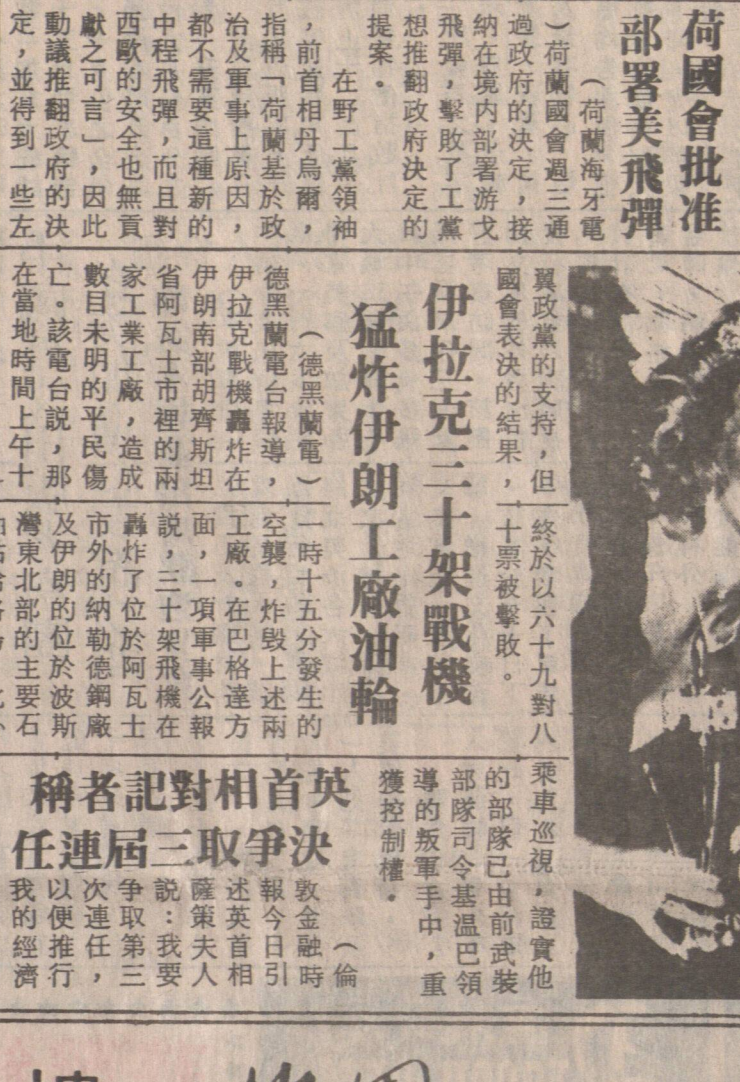 荷國會批准
部署美飛彈
（荷蘭海牙電
）荷蘭國會週三通
過政府的決定，接
納在境内部署游戈
飛彈，擊敗了工黨
想推翻政府決定的
提案。
在野工黨領袖
，前首相丹烏爾，
指稱「荷蘭基於政
治及軍事上原因，
都不需要這種新的
中程飛彈，而且對
西歐的安全也無貢
獻之可言」，因此
動議推翻政府的決
定，並得到一些左
翼政黨的支持，但
國會表決的結果，
終於以六十九對八
十票被擊敗。
伊拉克三十架戰機
猛炸伊朗工廠油輪
（德黑蘭電）
德黑蘭電台報導，
伊拉克戰機轟炸在
伊朗南部胡齊斯坦
省阿瓦士市裡的兩
家工業工廠，造成
數目未明的平民傷
亡。該電台説，那
在當地時間上午十
一時十五分發生的
空襲，炸毀上述兩
工廠。在巴格達方
面，一項軍事公報
説，三十架飛機在
轟炸了位於阿瓦士
市外的納勒德鋼廠
及伊朗的位於波斯
灣東北部的主要石
乘車巡視，證實他
的部隊已由前武裝
部隊司令基温巴領
導的叛軍手中，重
獲控制權。
英首相對記者稱
決爭取三屆連任
（倫
敦金融時
報今日引
述英首相
薩策夫人
説：我要
争取第三
次連任，
以便推行
我的經濟